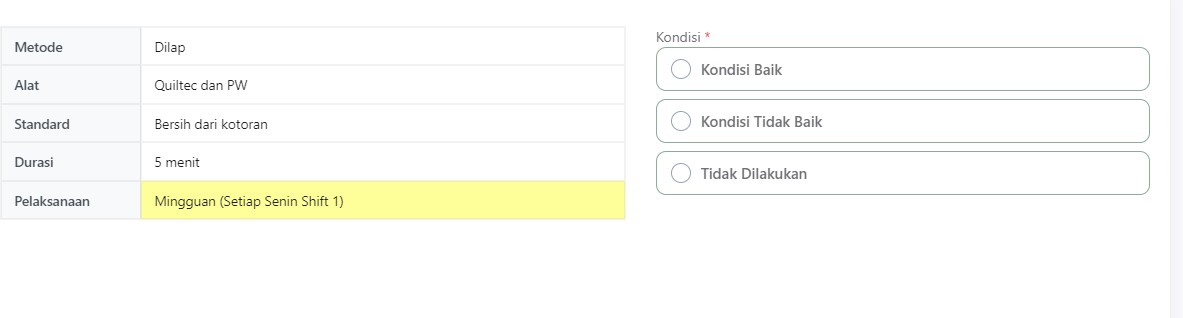 Metode Dilap
Alat Quiltec dan PW
Standard Bersih dari kotoran
Durasi 5 menit
Pelaksanaan Mingguan (Setiap Senin Shift 1)
Kondisi *
Kondisi Baik
Kondisi Tidak Baik
Tidak Dilakukan